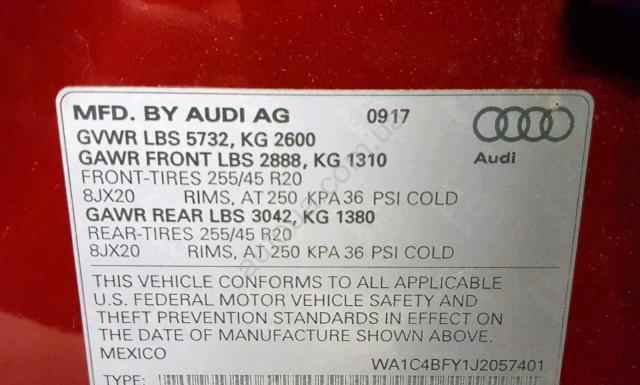 MFD. BY AUDI AG 09 17
GVWR LBS 5732, KG 2600
GAWR FRONT LBS 2888, KG 1310
Audi
FRONT-TIRES 255/45 R20
8JX20 RIMS, AT 250 KPA 36 PSI COLD
GAWR REAR LBS 3042, KG 1380
REAR-TIRES 255/45 R20
8JX20 RIMS, AT 250 KPA 36 PSI COLD
THIS VEHICLE CONFORMS TO ALL APPLICABLE
U.S. FEDERAL MOTOR VEHICLE SAFETY AND
THEFT PREVENTION STANDARDS IN EFFECT ON
THE DATE OF MANUFACTURE SHOWN ABOVE.
MEXICO
WA1C4BFY1J2057401
TYPE: